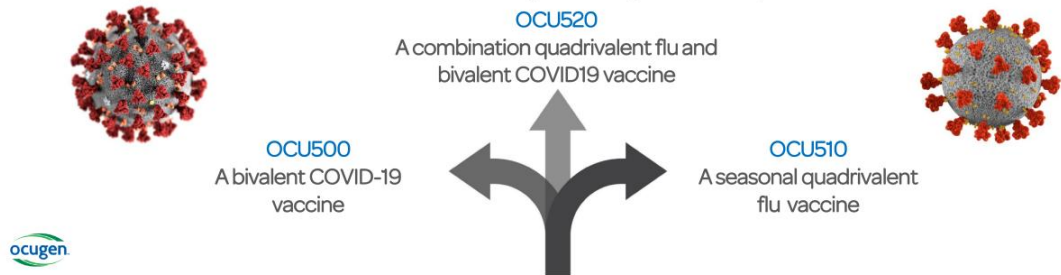 OCU520
A combination quadrivalent flu and
bivalent COVID19 vaccine
OCU500
A bivalent COVID-19
vaccine
OCU510
A seasonal quadrivalent
flu vaccine
ocugen